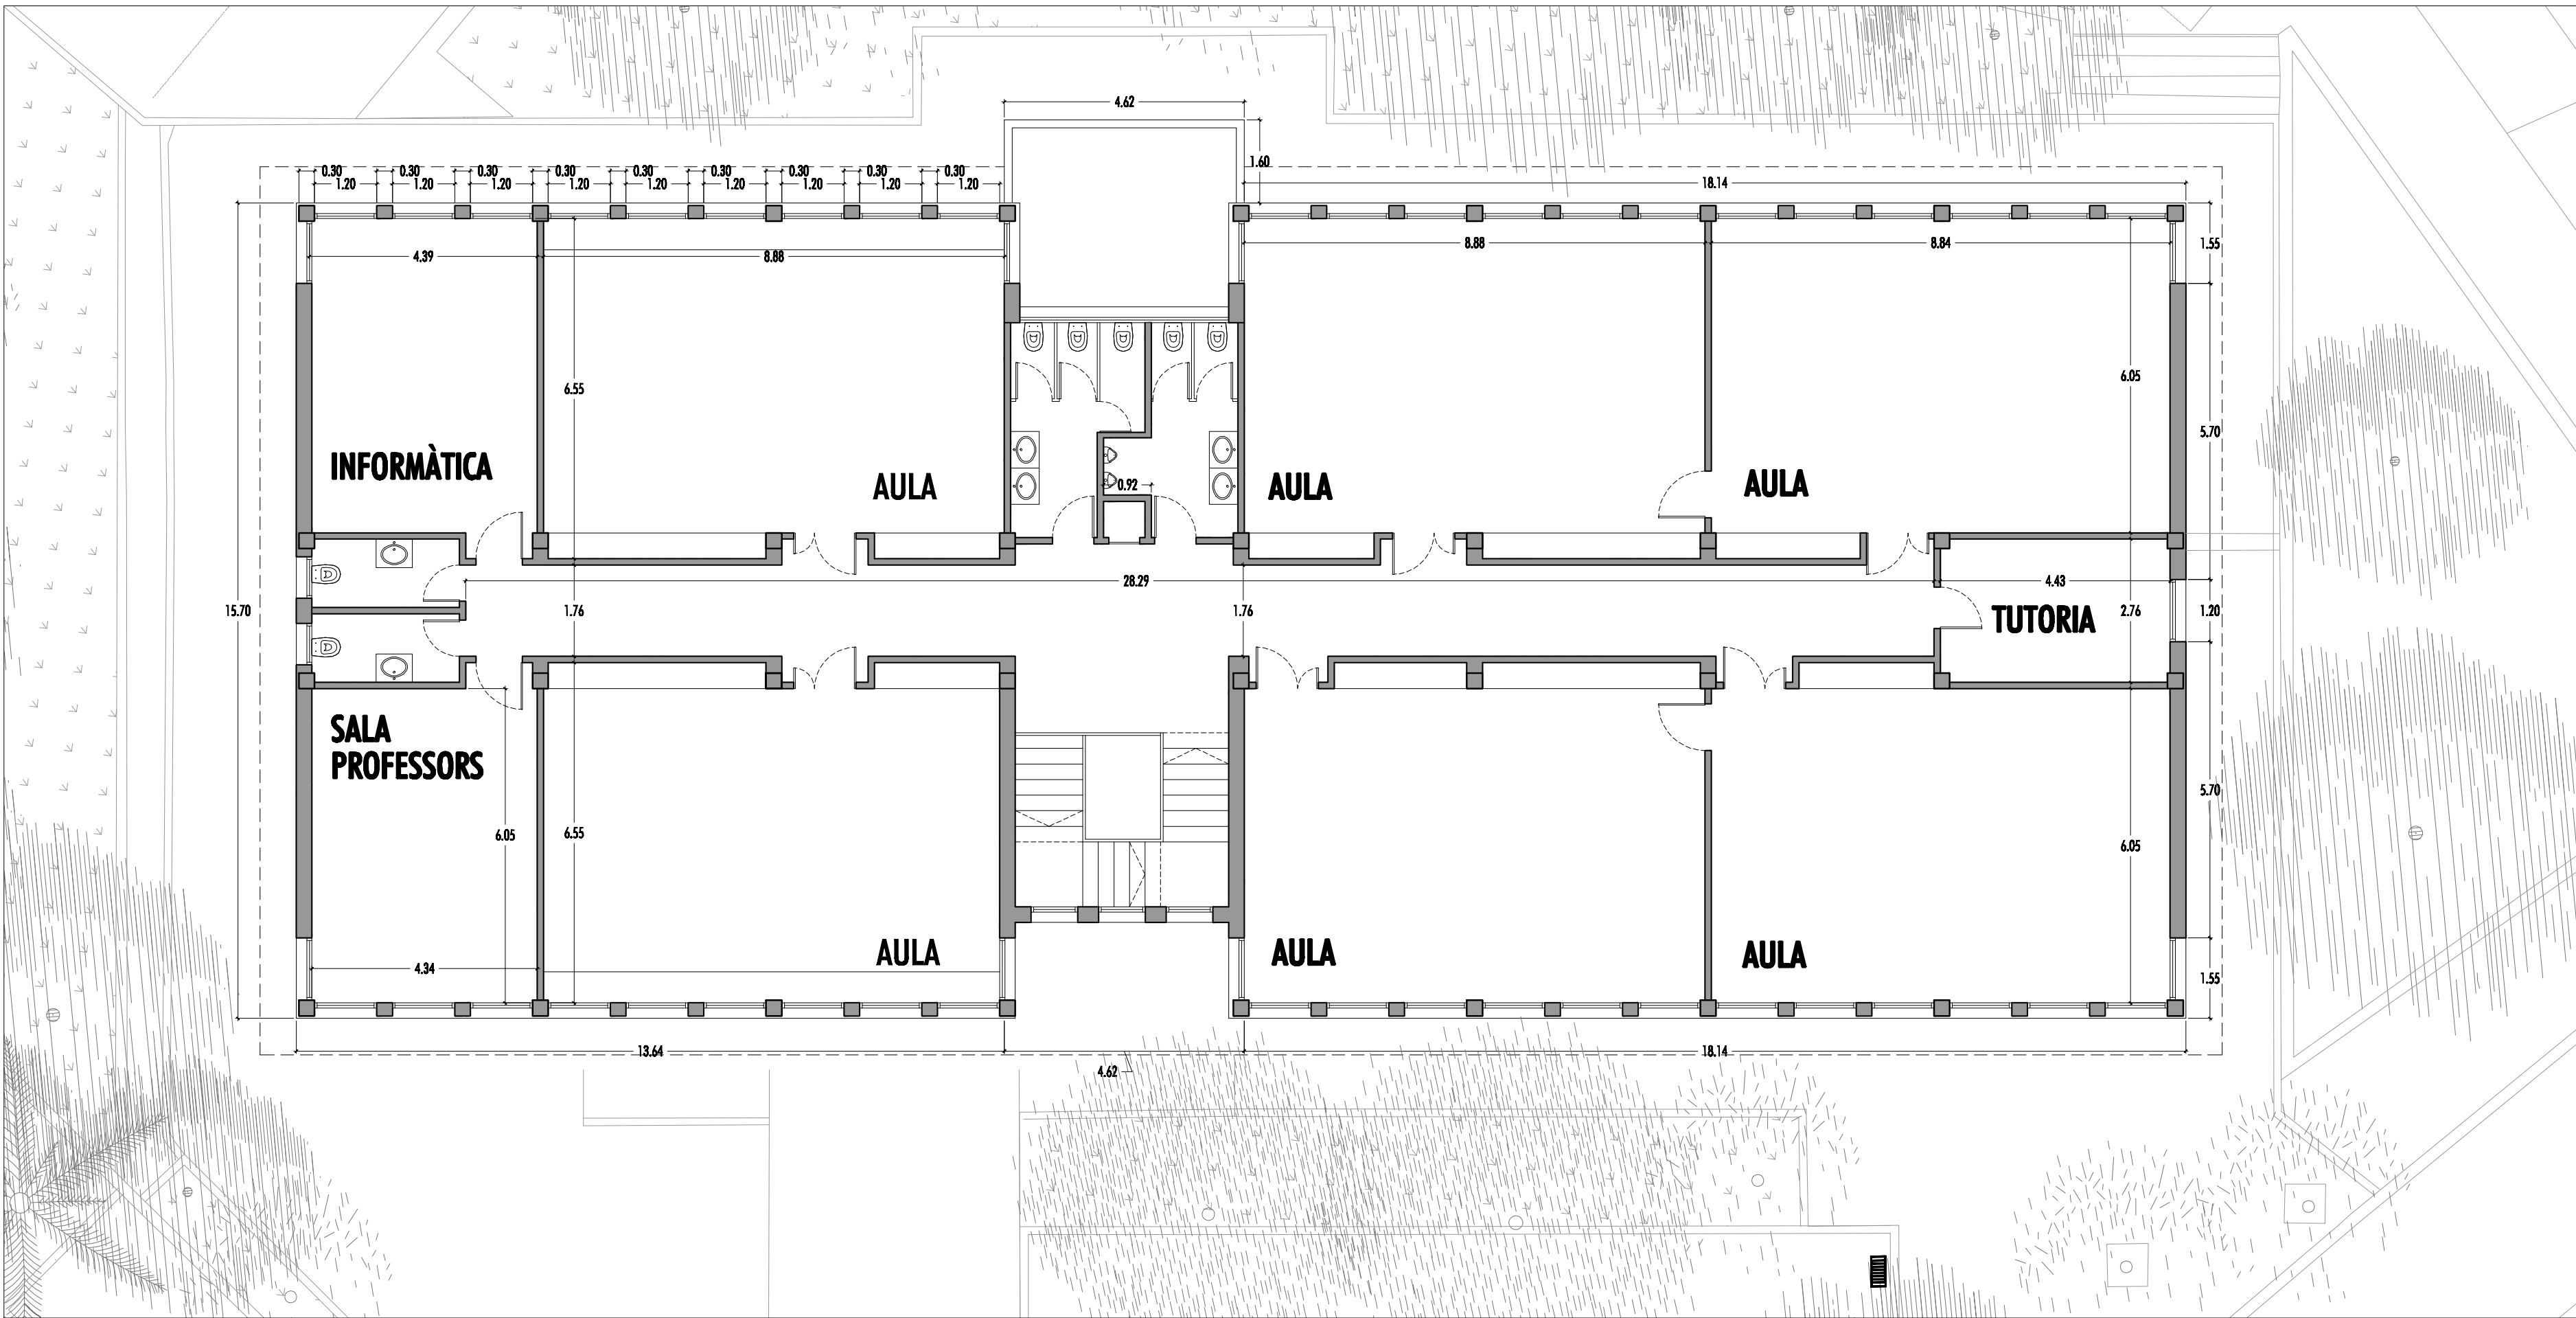 4.62
1.60
0.30 0.30 0.30 0.30 0.30 0.30 0.30 0.30 0.30
1.20 1.20 1.20 1.20 1.20 1.20 1.20 1.20 1.20
18.14
4.39
8.88
8.88
8.84
1.55
6.55
6.05
5.70
INFORMÀTICA
AULA
0.92
AULA
AULA
28.29
4.43
15.70
1.76
1.76
TUTORIA
2.76
1.20
SALA
PROFESSORS
6.05
6.55
5.70
6.05
4.34
AULA
AULA
AULA
1.55
13.64
4.62
18.14